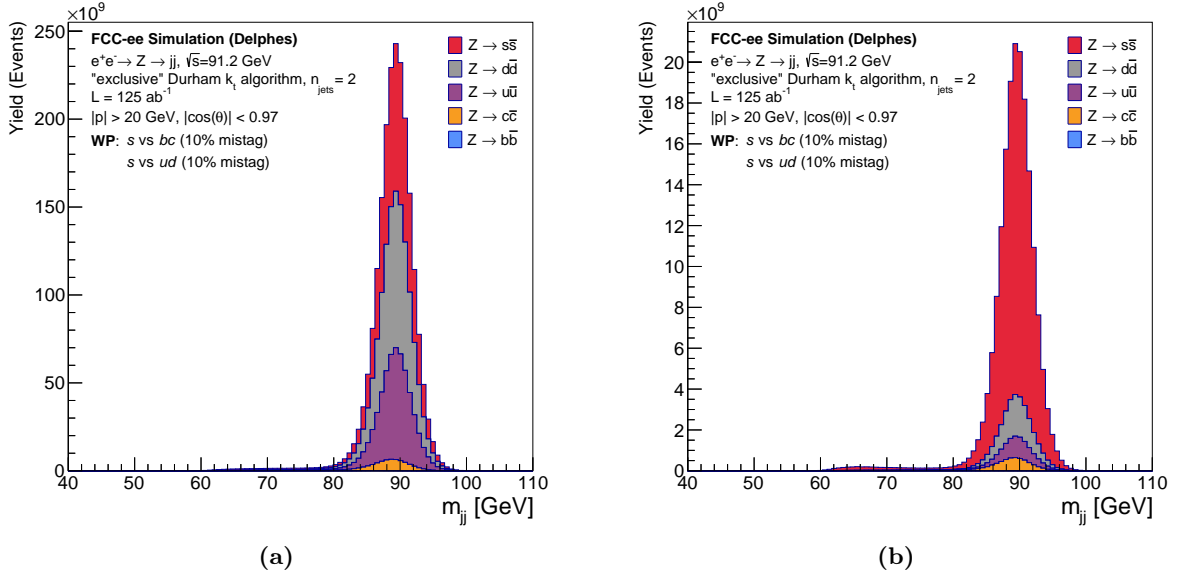 ×10⁹
Yield (Events)
250
200
150
100
50
0
FCC-ee Simulation (Delphes)
e⁺e⁻→ Z → jj, √s=91.2 GeV
"exclusive" Durham kₜ algorithm, n_jets = 2
L = 125 ab⁻¹
|p| > 20 GeV, |cos(θ)| < 0.97
WP: s vs bc (10% mistag)
s vs ud (10% mistag)
Z → ss̅
Z → dd̅
Z → uu̅
Z → cc̅
Z → bb̅
40 50 60 70 80 90 100 110
m_jj [GeV]
(a)
×10⁹
Yield (Events)
20
18
16
14
12
10
8
6
4
2
0
FCC-ee Simulation (Delphes)
e⁺e⁻→ Z → jj, √s=91.2 GeV
"exclusive" Durham kₜ algorithm, n_jets = 2
L = 125 ab⁻¹
|p| > 20 GeV, |cos(θ)| < 0.97
WP: s vs bc (10% mistag)
s vs ud (10% mistag)
Z → ss̅
Z → dd̅
Z → uu̅
Z → cc̅
Z → bb̅
40 50 60 70 80 90 100 110
m_jj [GeV]
(b)